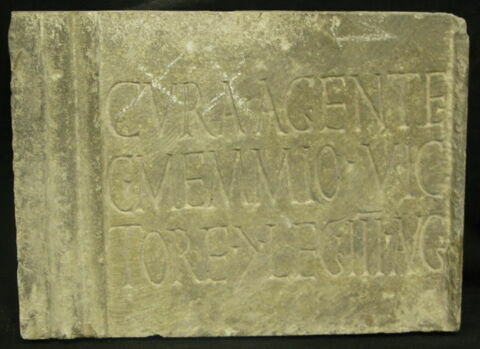 CVRA AGENTE
G MEMMIO · VIC
TORE · 𐆛 LEG III AVG